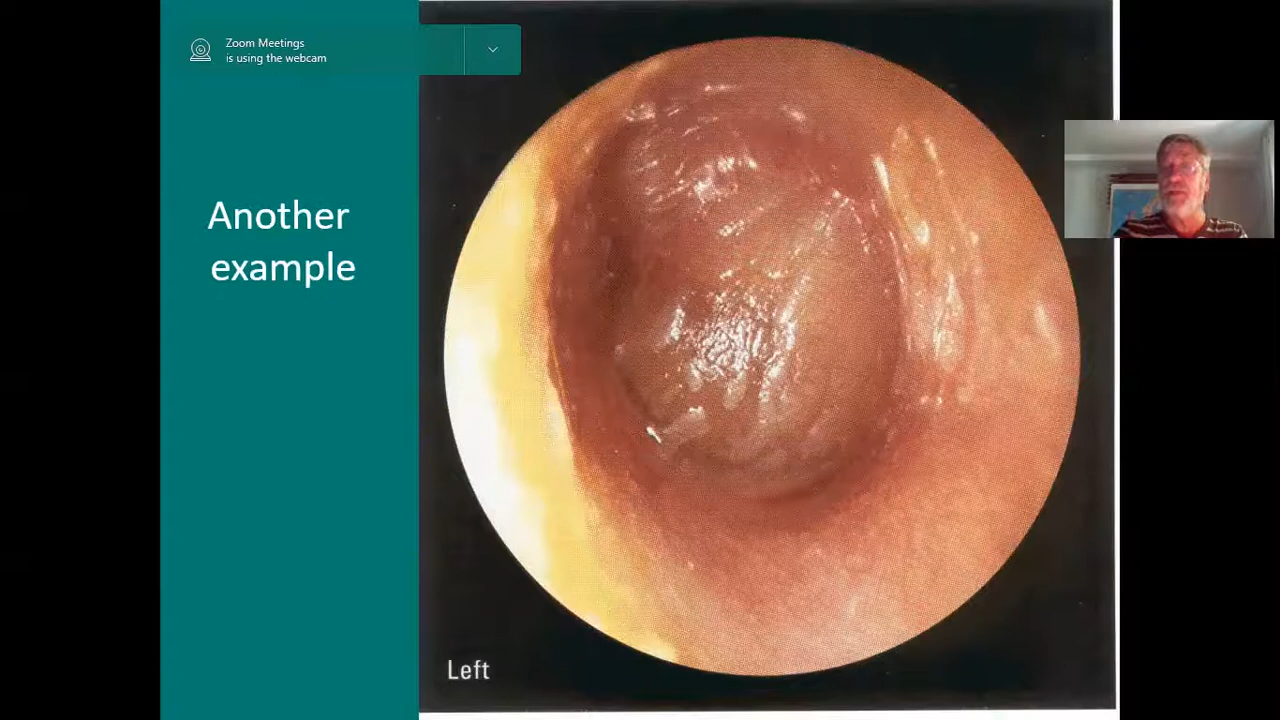 Zoom Meetings
is using the webcam
Another
example
Left